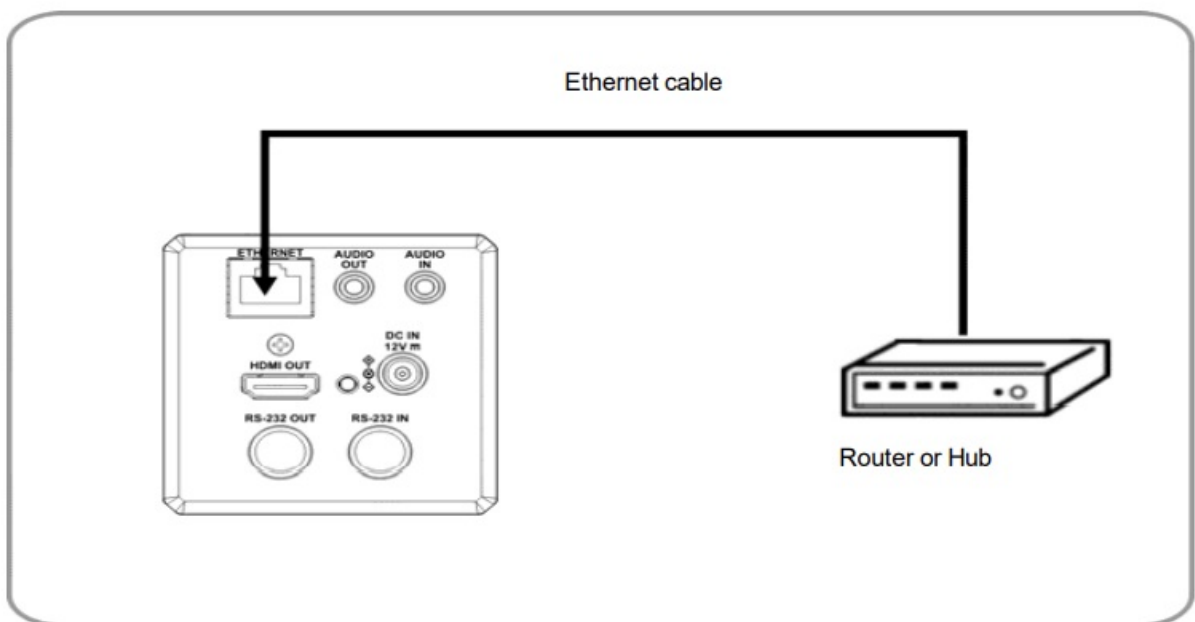 Ethernet cable
ETHERNET
AUDIO
OUT
AUDIO
IN
DC IN
12V m
HDMI OUT
RS-232 OUT
RS-232 IN
Router or Hub